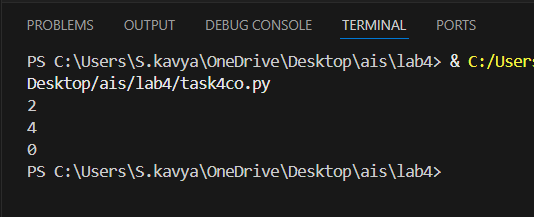 PROBLEMS OUTPUT DEBUG CONSOLE TERMINAL PORTS
PS C:\Users\S.kavya\OneDrive\Desktop\ais\lab4> & C:/Users
Desktop/ais/lab4/task4co.py
2
4
0
PS C:\Users\S.kavya\OneDrive\Desktop\ais\lab4>